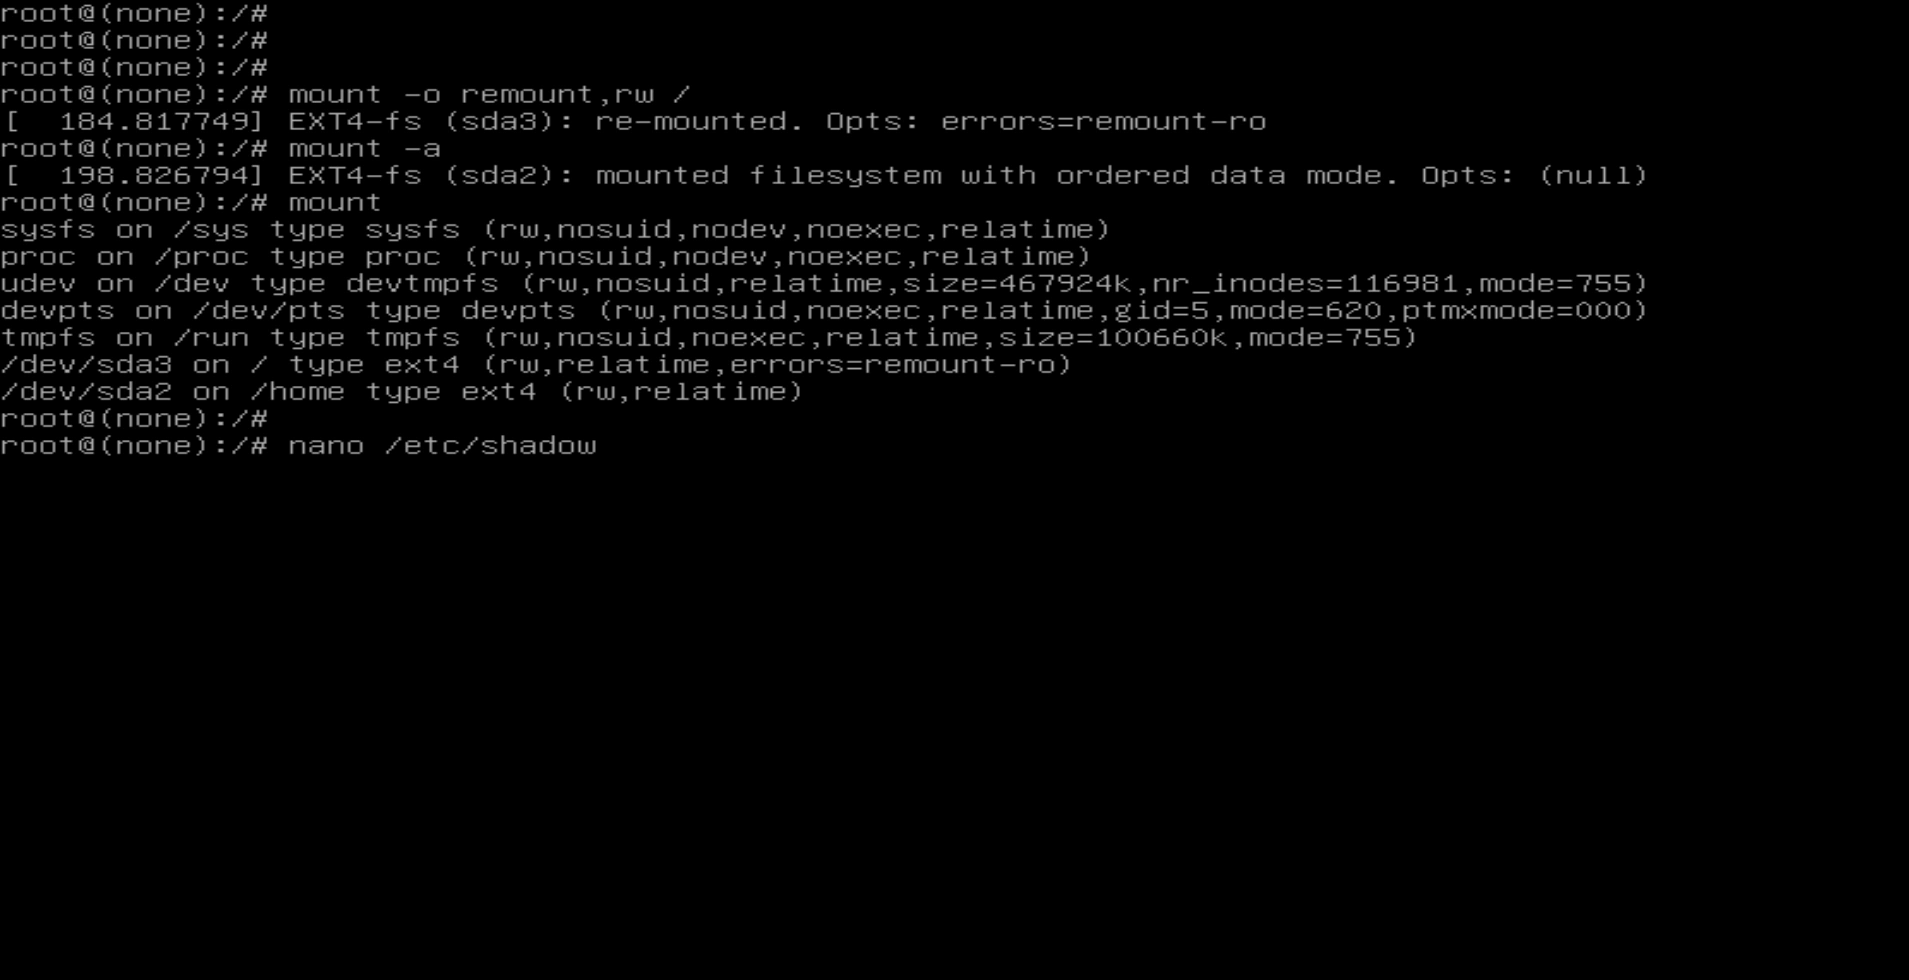 root@(none):/#
root@(none):/#
root@(none):/#
root@(none):/# mount -o remount,rw /
[  184.817749] EXT4-fs (sda3): re-mounted. Opts: errors=remount-ro
root@(none):/# mount -a
[  198.826794] EXT4-fs (sda2): mounted filesystem with ordered data mode. Opts: (null)
root@(none):/# mount
sysfs on /sys type sysfs (rw,nosuid,nodev,noexec,relatime)
proc on /proc type proc (rw,nosuid,nodev,noexec,relatime)
udev on /dev type devtmpfs (rw,nosuid,relatime,size=467924k,nr_inodes=116981,mode=755)
devpts on /dev/pts type devpts (rw,nosuid,noexec,relatime,gid=5,mode=620,ptmxmode=000)
tmpfs on /run type tmpfs (rw,nosuid,noexec,relatime,size=100660k,mode=755)
/dev/sda3 on / type ext4 (rw,relatime,errors=remount-ro)
/dev/sda2 on /home type ext4 (rw,relatime)
root@(none):/#
root@(none):/# nano /etc/shadow